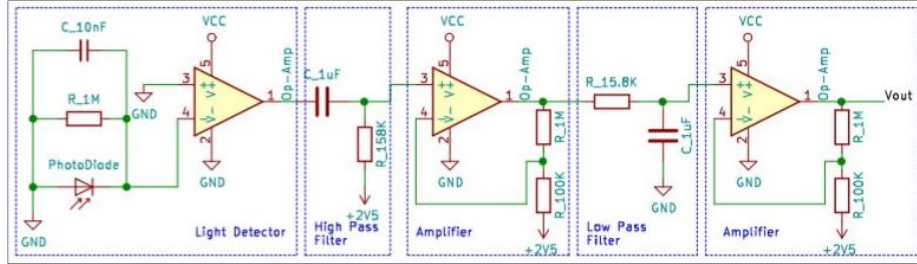 C_10nF
R_1M
PhotoDiode
GND
GND
VCC
3
4
5
2
1
V+
V-
Op-Amp
GND
Light Detector
C_1uF
R_158K
+2V5
High Pass
Filter
VCC
3
4
5
2
1
V+
V-
Op-Amp
GND
R_1M
R_100K
+2V5
Amplifier
R_15.8K
C_1uF
GND
Low Pass
Filter
VCC
3
4
5
2
1
V+
V-
Op-Amp
GND
Vout
R_1M
R_100K
+2V5
Amplifier